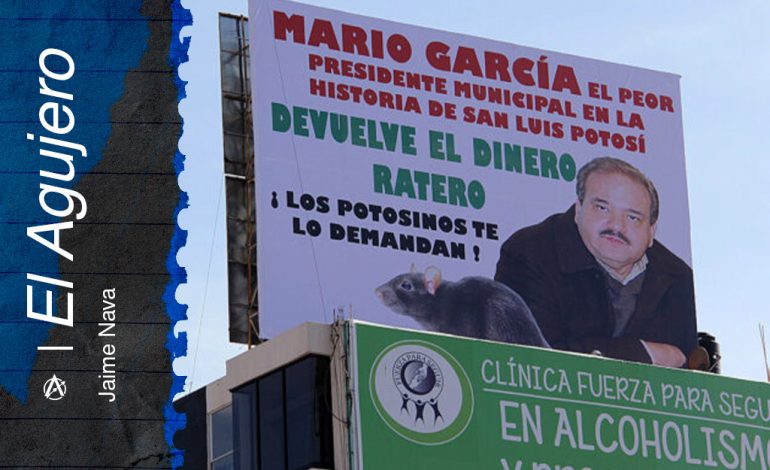 El Agujero
Jaime Nava
MARIO GARCÍA EL PEOR
PRESIDENTE MUNICIPAL EN LA
HISTORIA DE SAN LUIS POTOSÍ
DEVUELVE EL DINERO
RATERO
¡ LOS POTOSINOS TE
LO DEMANDAN !
CLÍNICA FUERZA PARA SEGU
EN ALCOHOLISMO